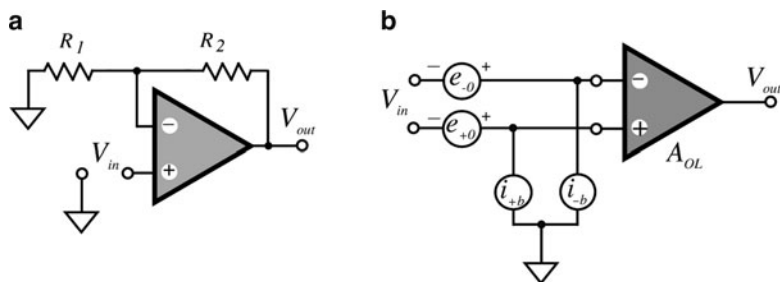 a
R1
R2
Vout
Vin
−
+
b
− e-0 +
− e+0 +
Vin
−
+
Vout
AOL
i+b
i-b